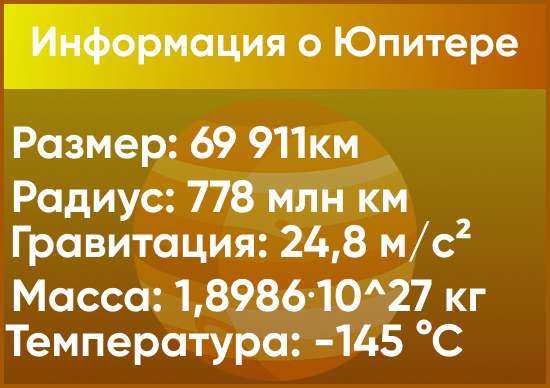 Информация о Юпитере
Размер: 69 911км
Радиус: 778 млн км
Гравитация: 24,8 м/с²
Масса: 1,8986·10^27 кг
Температура: -145 °C